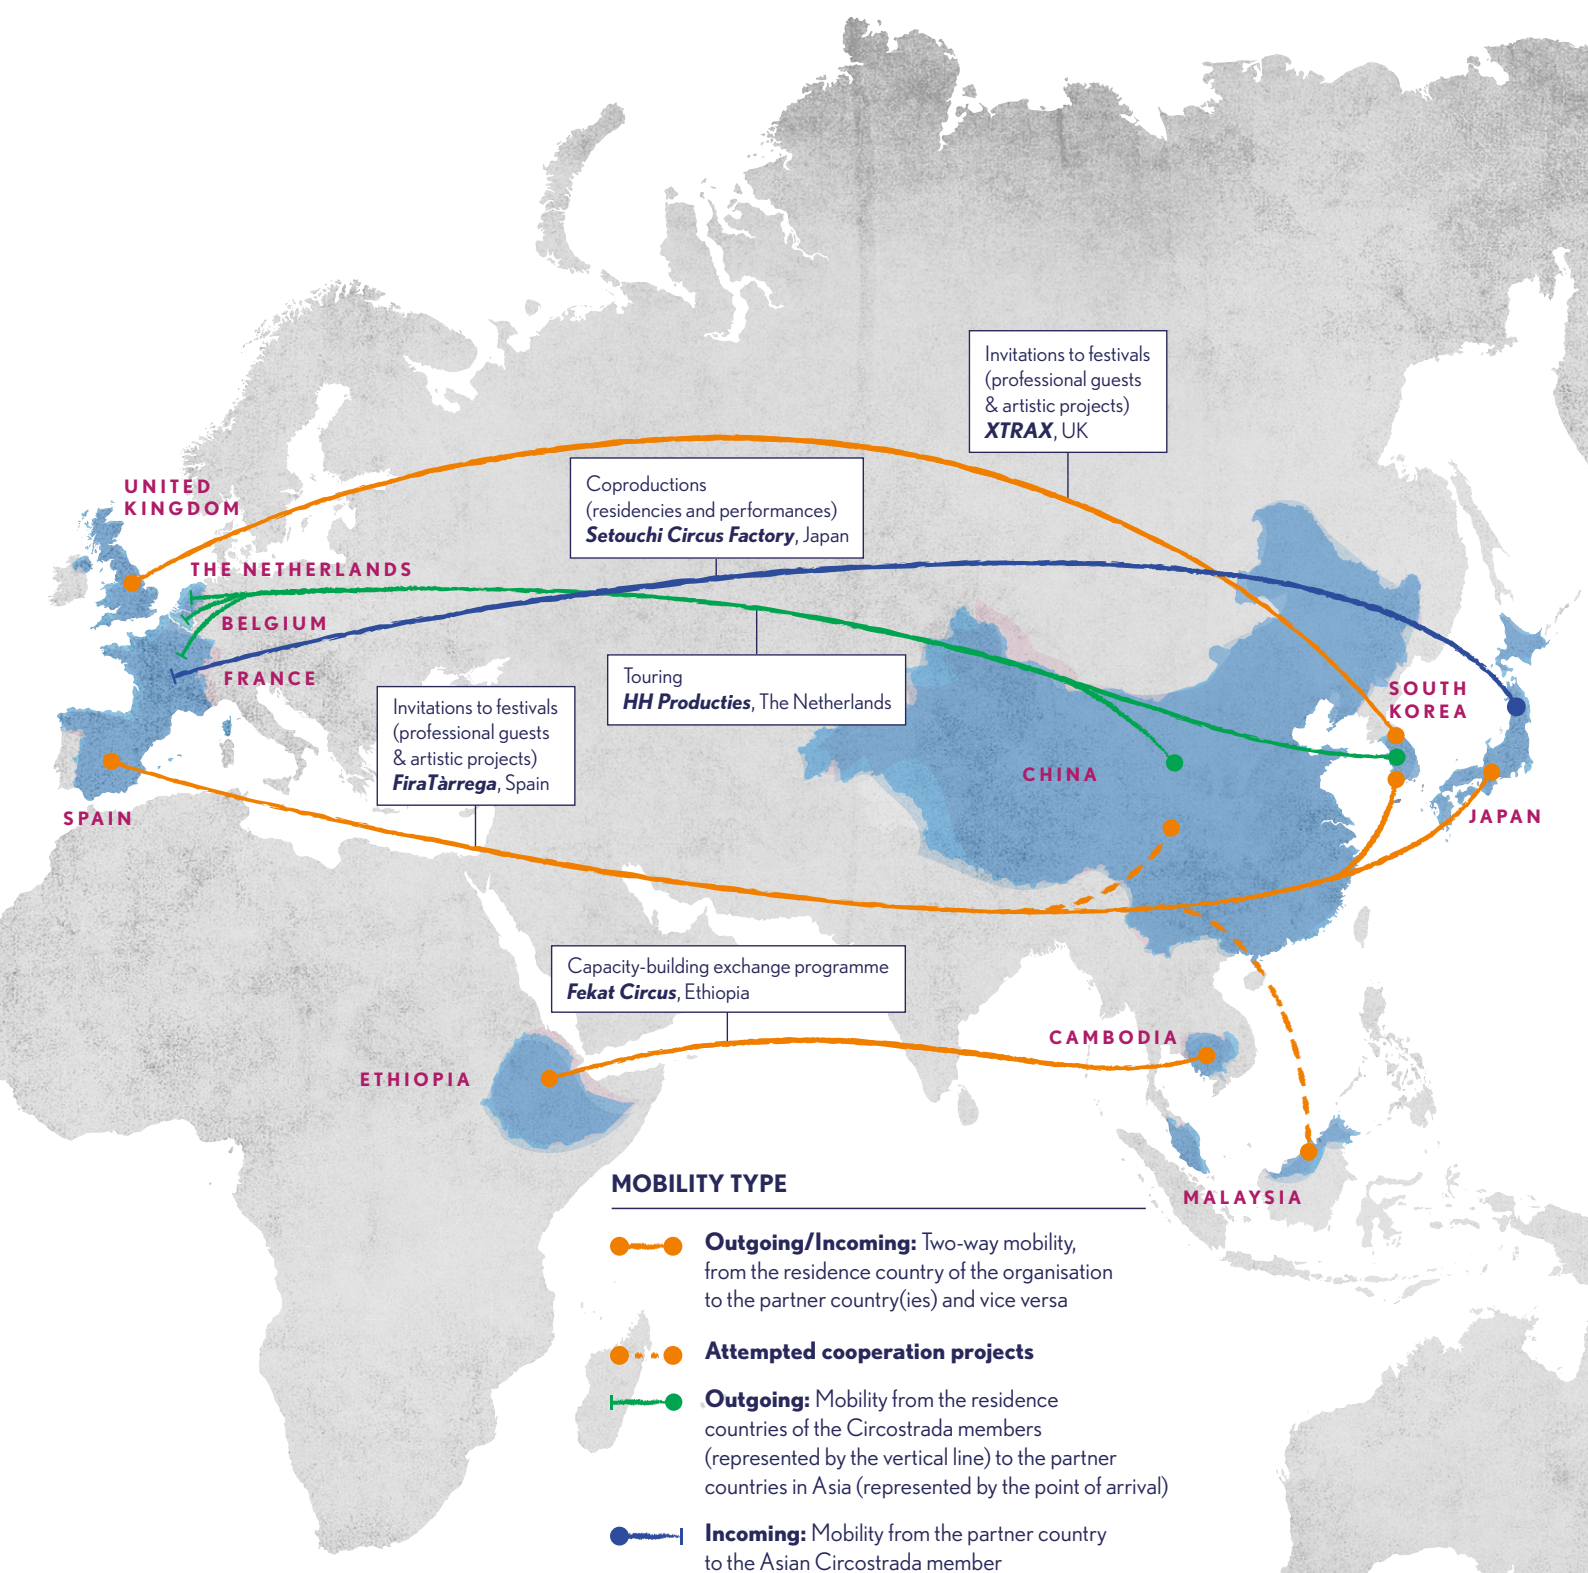 Invitations to festivals
(professional guests
& artistic projects)
XTRAX, UK
Coproductions
(residencies and performances)
Setouchi Circus Factory, Japan
UNITED
KINGDOM
THE NETHERLANDS
BELGIUM
FRANCE
Touring
HH Producties, The Netherlands
Invitations to festivals
(professional guests
& artistic projects)
FiraTàrrega, Spain
SPAIN
SOUTH
KOREA
CHINA
JAPAN
Capacity-building exchange programme
Fekat Circus, Ethiopia
CAMBODIA
ETHIOPIA
MALAYSIA
MOBILITY TYPE
Outgoing/Incoming: Two-way mobility,
from the residence country of the organisation
to the partner country(ies) and vice versa
Attempted cooperation projects
Outgoing: Mobility from the residence
countries of the Circostrada members
(represented by the vertical line) to the partner
countries in Asia (represented by the point of arrival)
Incoming: Mobility from the partner country
to the Asian Circostrada member